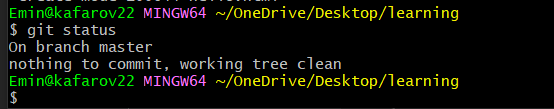 Emin@kafarov22 MINGW64 ~/OneDrive/Desktop/learning
$ git status
On branch master
nothing to commit, working tree clean
Emin@kafarov22 MINGW64 ~/OneDrive/Desktop/learning
$